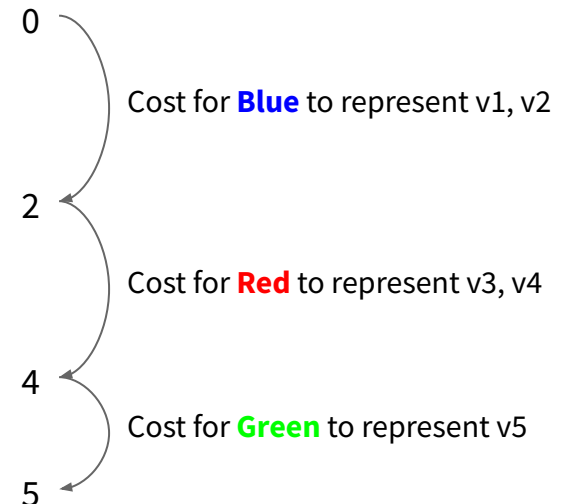 0
Cost for Blue to represent v1, v2
2
Cost for Red to represent v3, v4
4
Cost for Green to represent v5
5